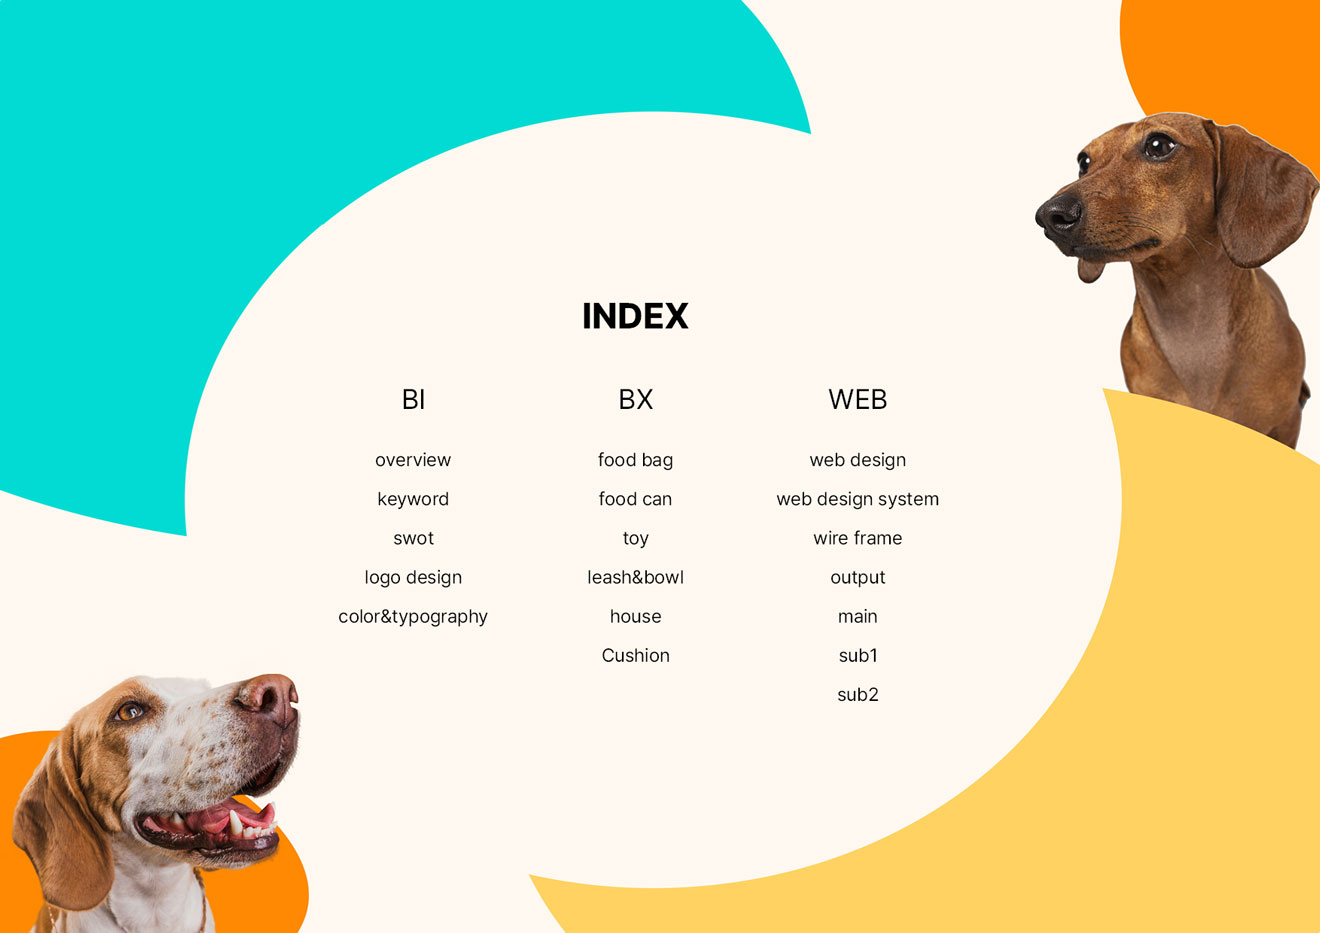 INDEX
BI
overview
keyword
swot
logo design
color&typography
BX
food bag
food can
toy
leash&bowl
house
Cushion
WEB
web design
web design system
wire frame
output
main
sub1
sub2